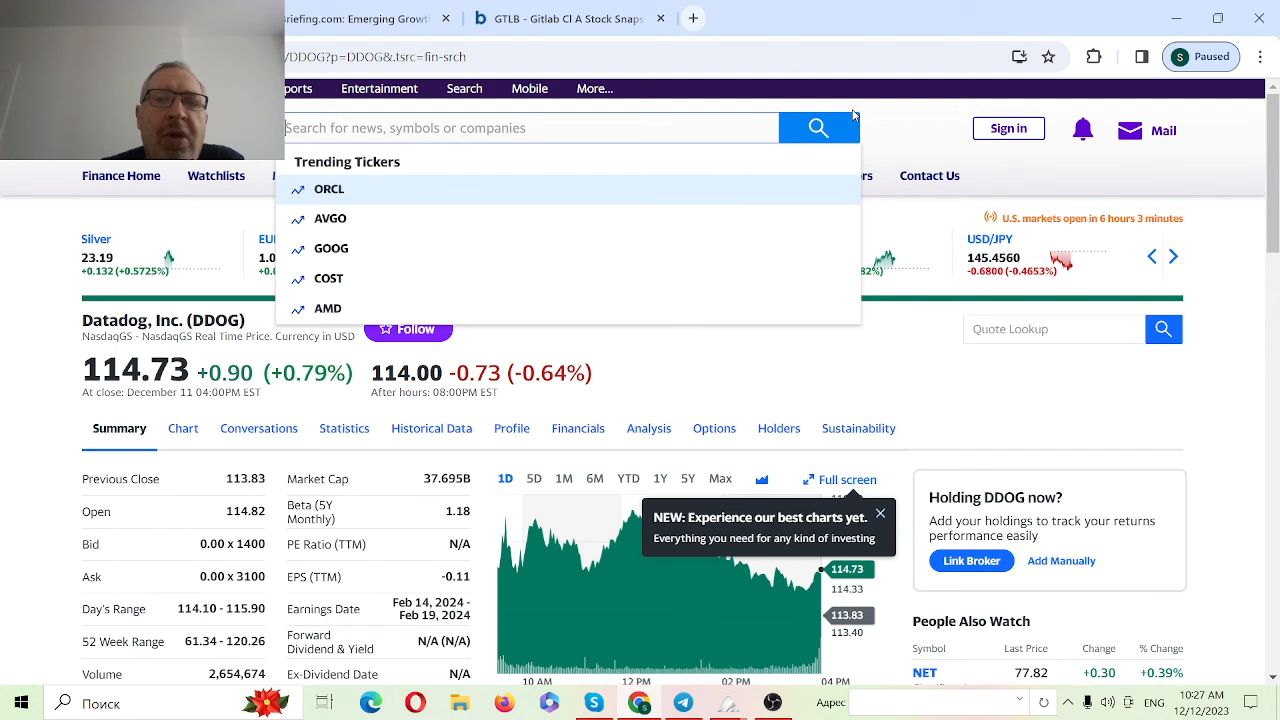 Briefing.com Emerging Growt
GTLB - Gitlab CI A Stock Snaps
/DDOG?p=DDOG&.tsrc=fin-srch
S
Paused
ports
Entertainment
Search
Mobile
More...
Search for news, symbols or companies
Sign in
Mail
Trending Tickers
ORCL
AVGO
GOOG
COST
AMD
Finance Home
Watchlists
rs
Contact Us
U.S. markets open in 6 hours 3 minutes
Silver
23.19
+0.132 (+0.5725%)
EU
1.0
+0.
82%)
USD/JPY
145.4560
-0.6800 (-0.4653%)
Datadog, Inc. (DDOG)
NasdaqGS - NasdaqGS Real Time Price. Currency in USD
Follow
Quote Lookup
114.73 +0.90 (+0.79%)
At close: December 11 04:00PM EST
114.00 -0.73 (-0.64%)
After hours: 08:00PM EST
Summary
Chart
Conversations
Statistics
Historical Data
Profile
Financials
Analysis
Options
Holders
Sustainability
Previous Close 113.83
Open 114.82
Bid 0.00 x 1400
Ask 0.00 x 3100
Day's Range 114.10 - 115.90
52 Week Range 61.34 - 120.26
Volume 2,654,674
Market Cap 37.695B
Beta (5Y
Monthly) 1.18
PE Ratio (TTM) N/A
EPS (TTM) -0.11
Earnings Date Feb 14, 2024 -
Feb 19, 2024
Forward
Dividend & Yield N/A (N/A)
Ex-Dividend Date N/A
1D
5D
1M
6M
YTD
1Y
5Y
Max
Full screen
NEW: Experience our best charts yet.
Everything you need for any kind of investing
114.73
114.33
113.83
113.40
10 AM
12 PM
02 PM
04 PM
Holding DDOG now?
Add your holdings to track your returns
performance easily
Link Broker
Add Manually
People Also Watch
Symbol
Last Price
Change
% Change
NET
77.82
+0.30
+0.39%
Поиск
Адрес
ENG
10:27 AM
12/12/2023